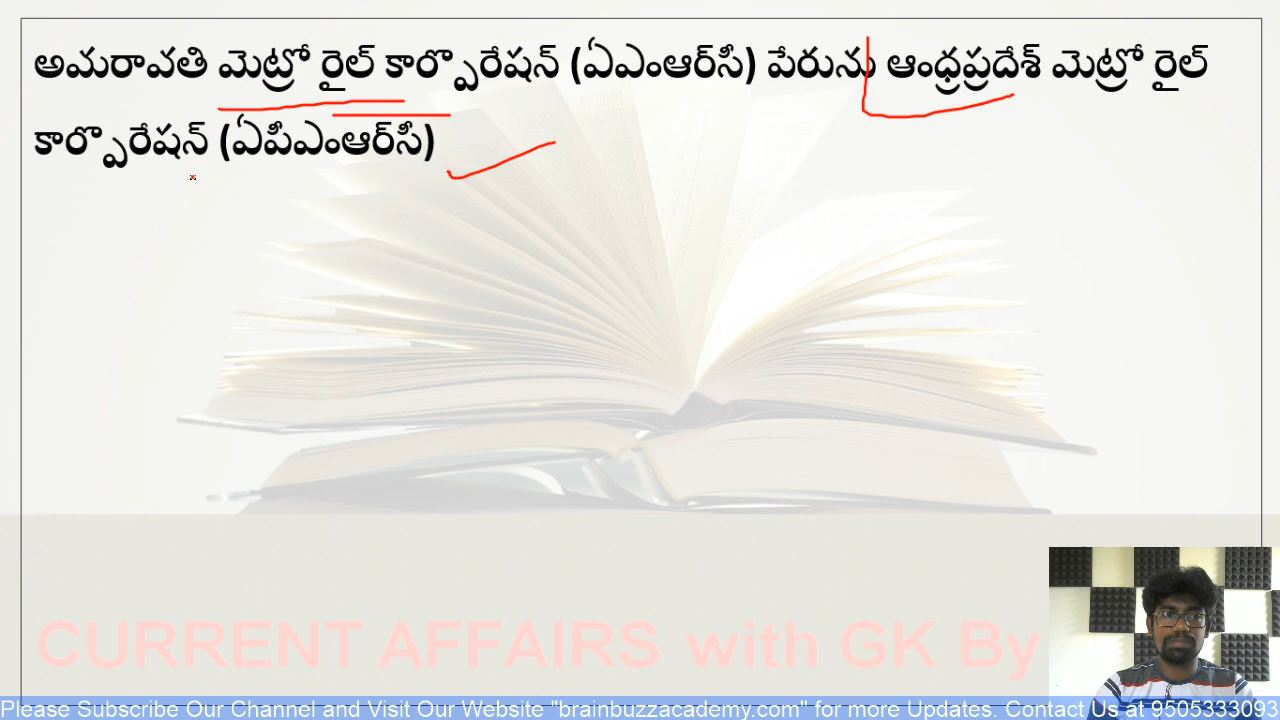 అమరావతి మెట్రో రైల్ కార్పొరేషన్ (ఏఎంఆర్‌సీ) పేరును ఆంధ్రప్రదేశ్ మెట్రో రైల్
కార్పొరేషన్ (ఏపీఎంఆర్‌సీ)
CURRENT AFFAIRS with GK By
Please Subscribe Our Channel and Visit Our Website "brainbuzzacademy.com" for more Updates. Contact Us at 9505333093